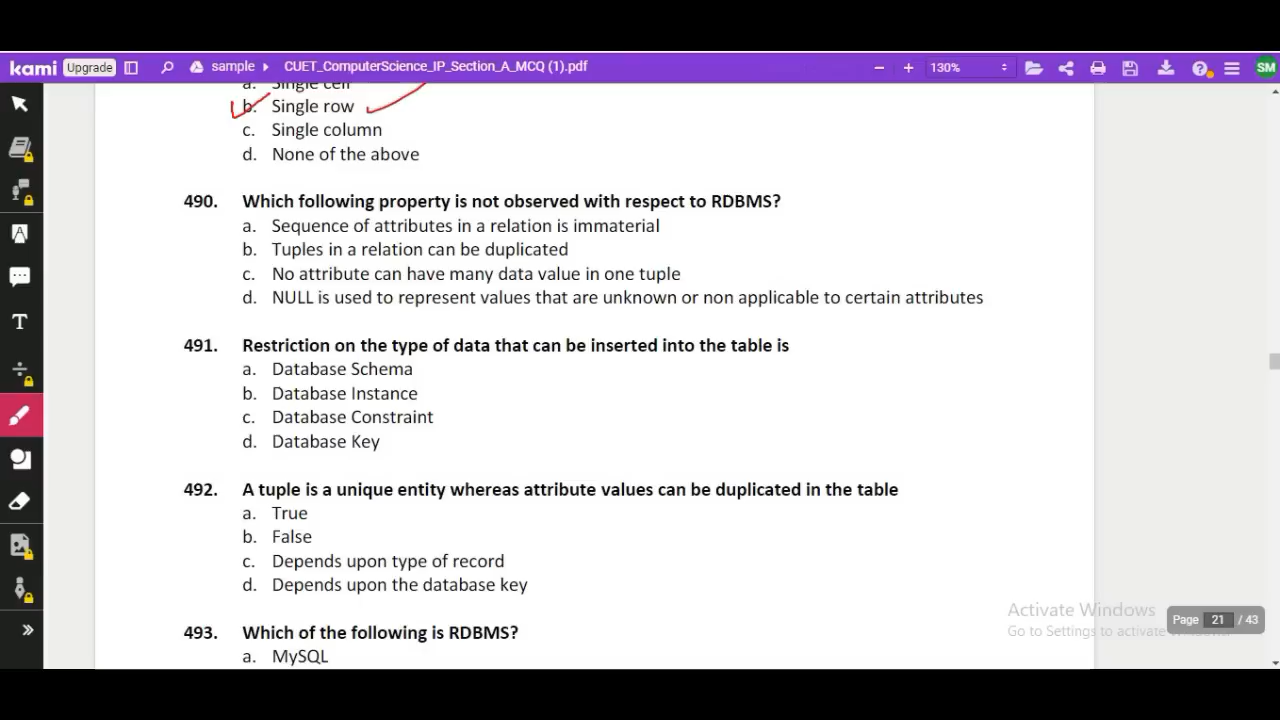 kami Upgrade sample CUET_ComputerScience_IP_Section_A_MCQ (1).pdf 130% SM
a. Single cell
b. Single row
c. Single column
d. None of the above
490. Which following property is not observed with respect to RDBMS?
a. Sequence of attributes in a relation is immaterial
b. Tuples in a relation can be duplicated
c. No attribute can have many data value in one tuple
d. NULL is used to represent values that are unknown or non applicable to certain attributes
491. Restriction on the type of data that can be inserted into the table is
a. Database Schema
b. Database Instance
c. Database Constraint
d. Database Key
492. A tuple is a unique entity whereas attribute values can be duplicated in the table
a. True
b. False
c. Depends upon type of record
d. Depends upon the database key
Activate Windows
Go to Settings to activate Windows.
Page 21 / 43
493. Which of the following is RDBMS?
a. MySQL